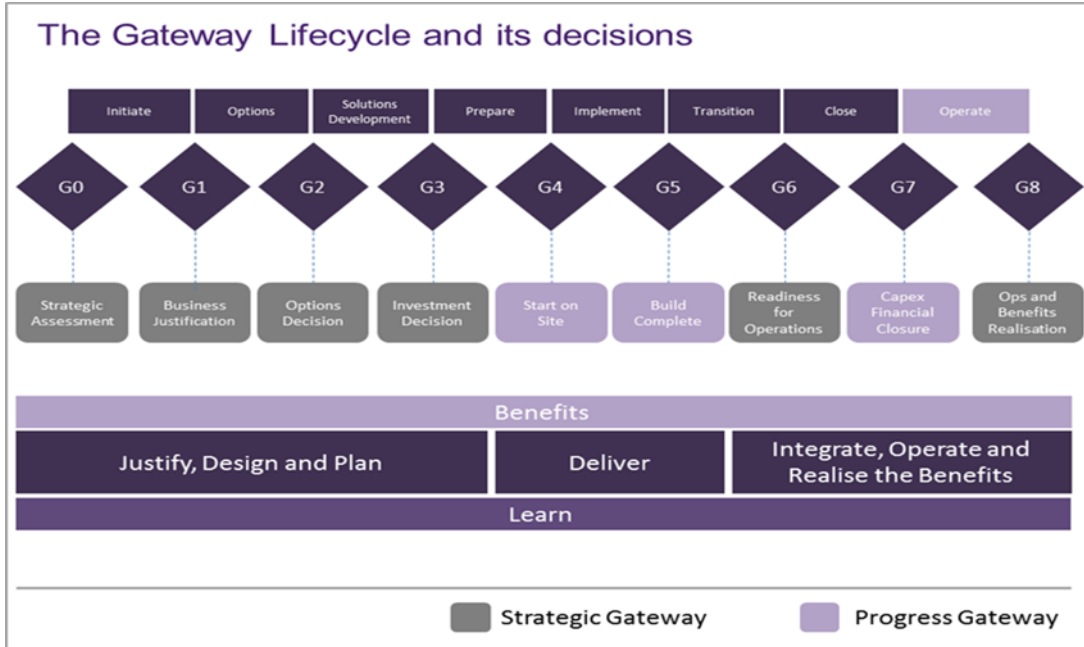 The Gateway Lifecycle and its decisions
Initiate
Options
Solutions
Development
Prepare
Implement
Transition
Close
Operate
G0
G1
G2
G3
G4
G5
G6
G7
G8
Strategic
Assessment
Business
Justification
Options
Decision
Investment
Decision
Start on
Site
Build
Complete
Readiness
for
Operations
Capex
Financial
Closure
Ops and
Benefits
Realisation
Benefits
Justify, Design and Plan
Deliver
Integrate, Operate and
Realise the Benefits
Learn
Strategic Gateway
Progress Gateway